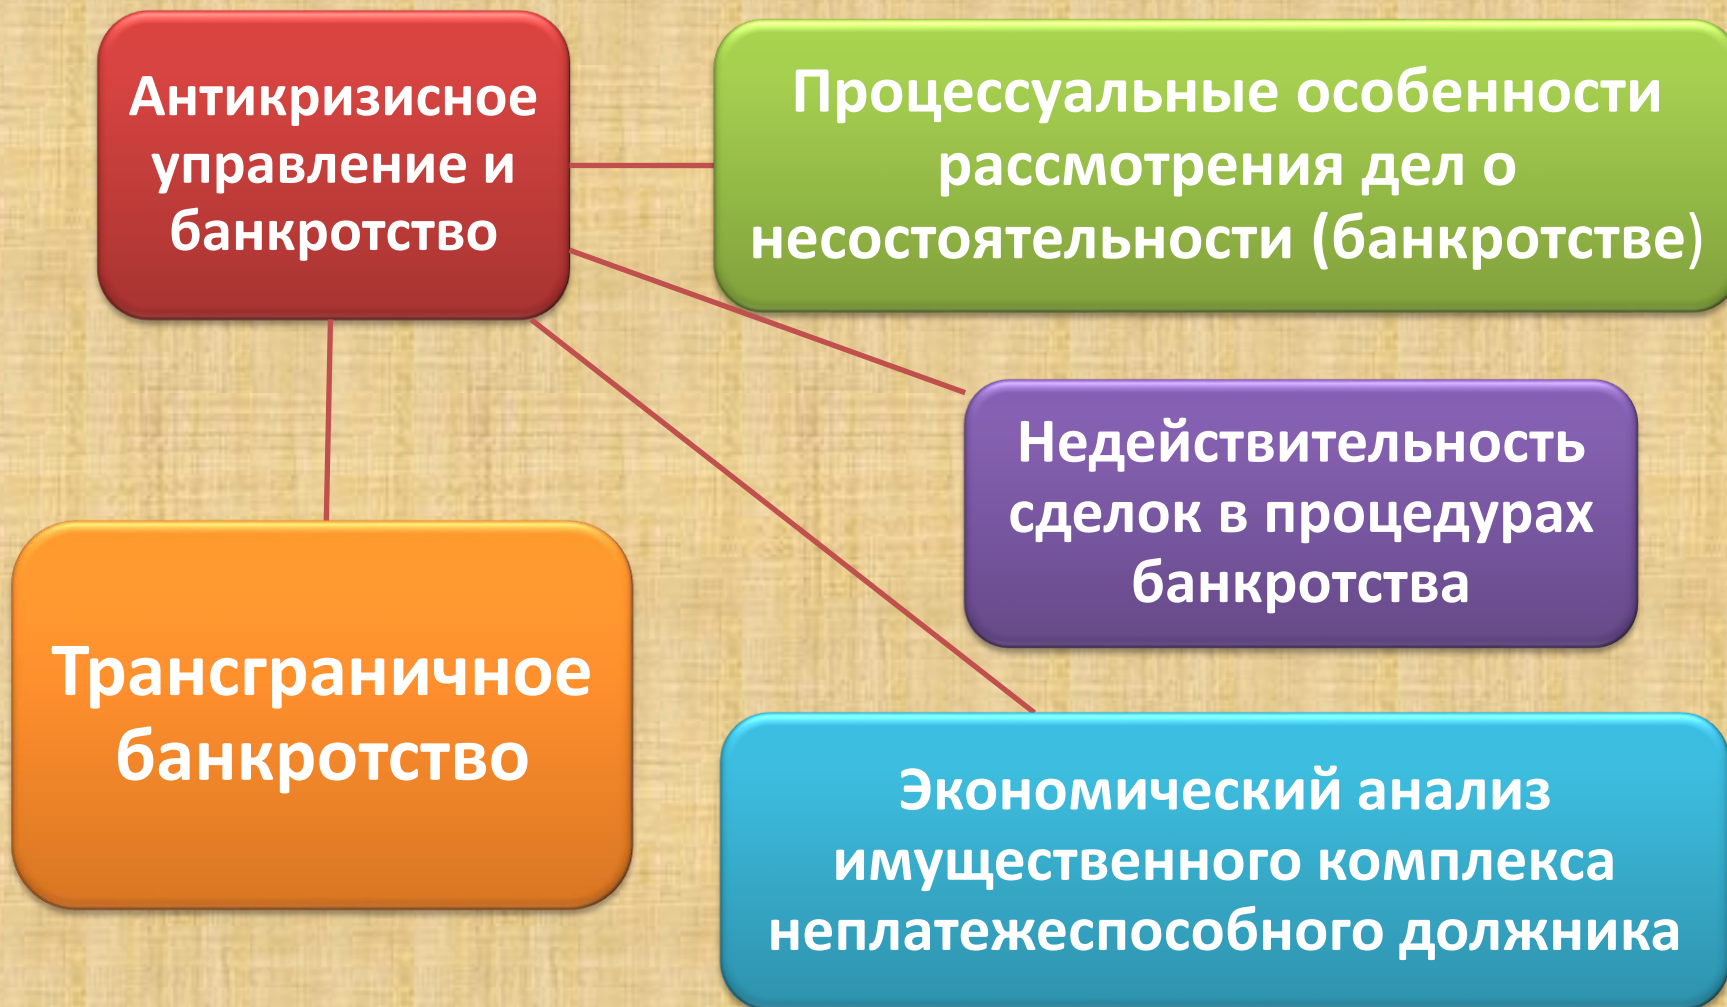 Антикризисное
управление и
банкротство
Процессуальные особенности
рассмотрения дел о
несостоятельности (банкротстве)
Недействительность
сделок в процедурах
банкротства
Трансграничное
банкротство
Экономический анализ
имущественного комплекса
неплатежеспособного должника